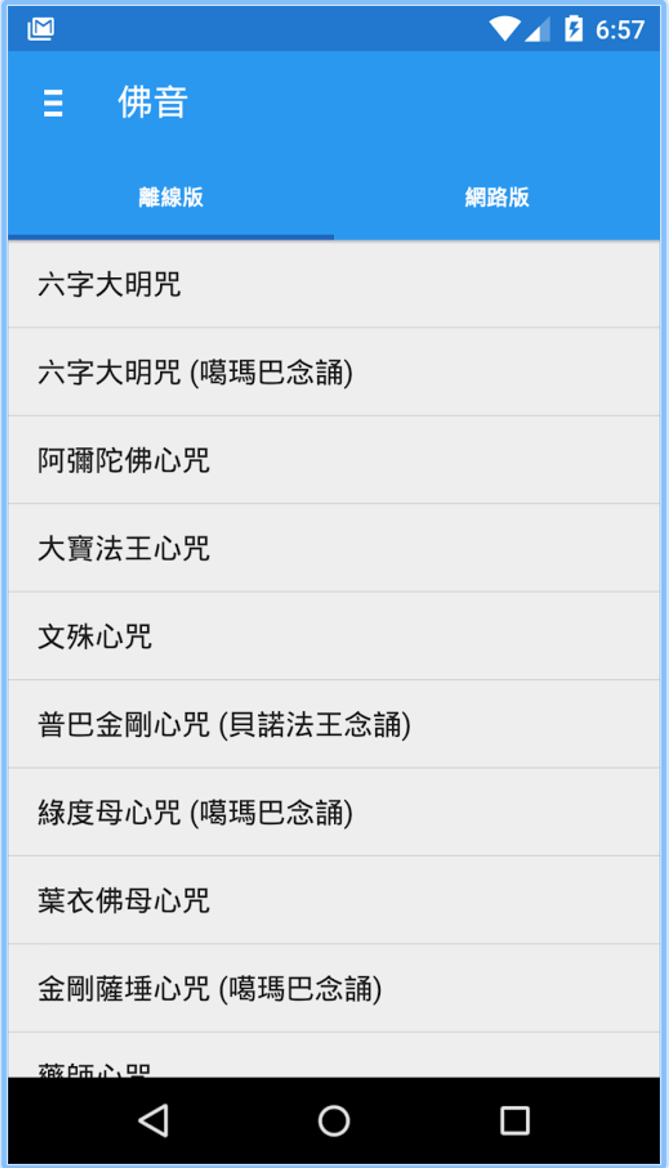 6:57
佛音
離線版 網路版
六字大明咒
六字大明咒 (噶瑪巴念誦)
阿彌陀佛心咒
大寶法王心咒
文殊心咒
普巴金剛心咒 (貝諾法王念誦)
綠度母心咒 (噶瑪巴念誦)
葉衣佛母心咒
金剛薩埵心咒 (噶瑪巴念誦)
藥師心咒